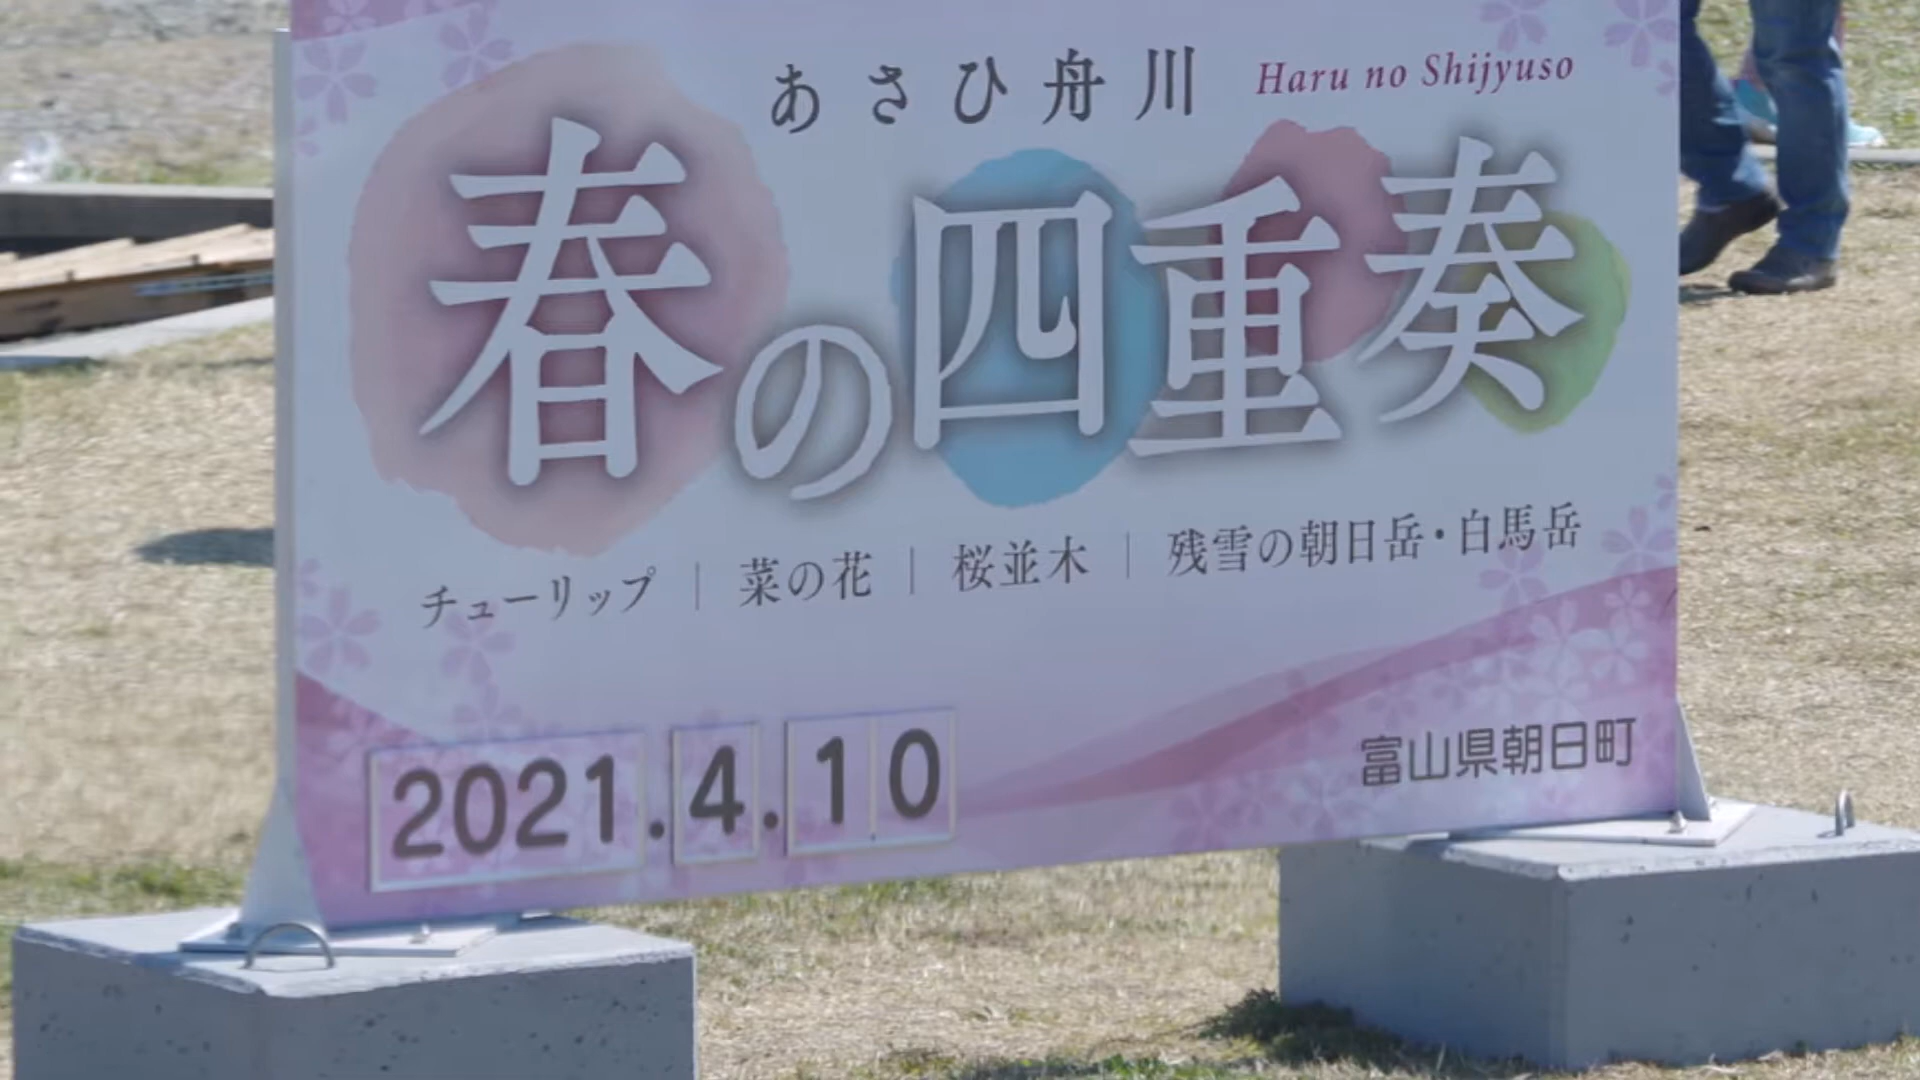 あさひ舟川 Haru no Shijyuso
春の四重奏
チューリップ｜菜の花｜桜並木｜残雪の朝日岳・白馬岳
2021.4.10
富山県朝日町